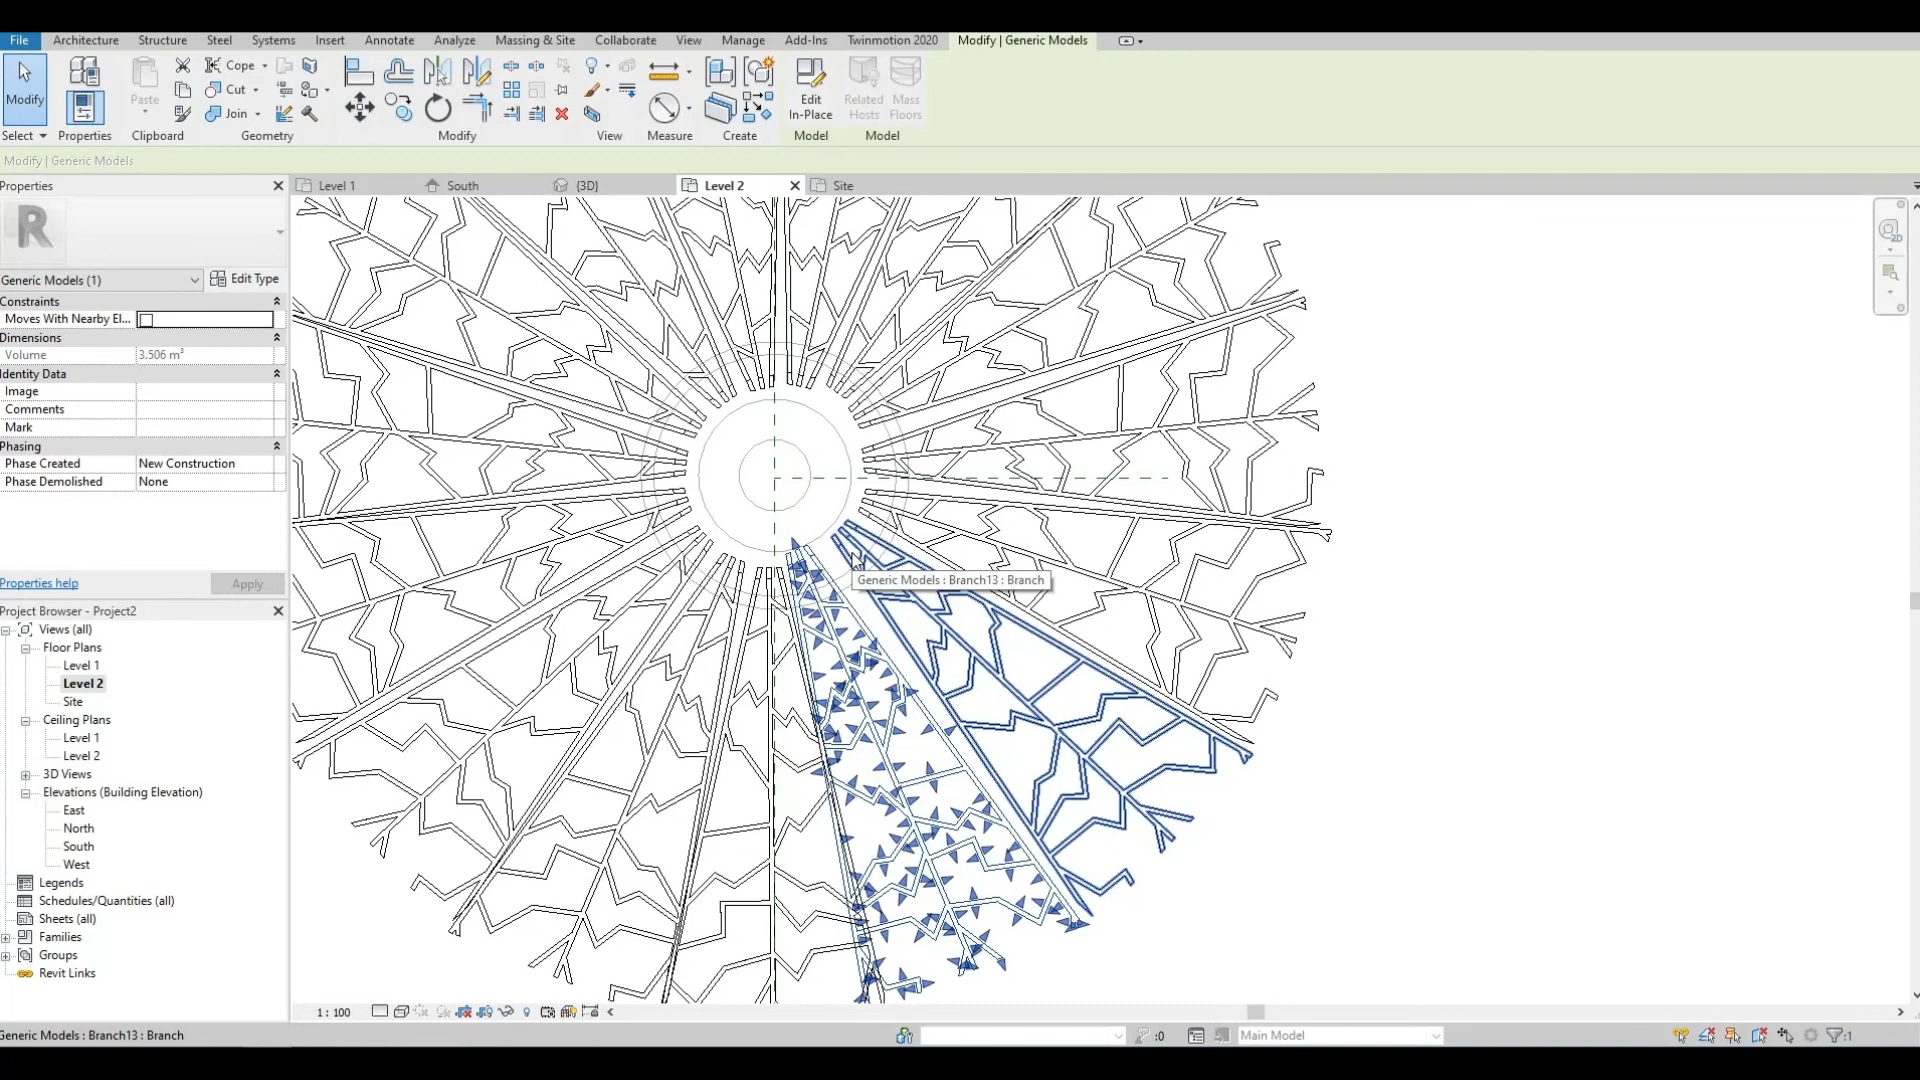 File Architecture Structure Steel Systems Insert Annotate Analyze Massing & Site Collaborate View Manage Add-Ins Twinmotion 2020 Modify | Generic Models
Modify
Paste
Cope
Cut
Join
Edit
In-Place
Related
Hosts
Mass
Floors
Select Properties Clipboard Geometry Modify View Measure Create Model Model
Modify | Generic Models
Properties
Level 1 South {3D} Level 2 Site
R
Generic Models (1) Edit Type
Constraints
Moves With Nearby El...
Dimensions
Volume 3.506 m³
Identity Data
Image
Comments
Mark
Phasing
Phase Created New Construction
Phase Demolished None
Properties help Apply
Generic Models : Branch13 : Branch
Project Browser - Project2
Views (all)
Floor Plans
Level 1
Level 2
Site
Ceiling Plans
Level 1
Level 2
3D Views
Elevations (Building Elevation)
East
North
South
West
Legends
Schedules/Quantities (all)
Sheets (all)
Families
Groups
Revit Links
1 : 100
Generic Models : Branch13 : Branch :0 Main Model :1
2D